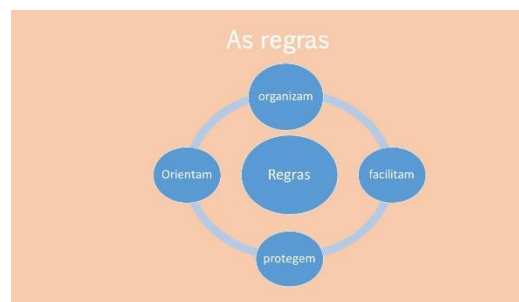 As regras
organizam
Orientam
Regras
facilitam
protegem